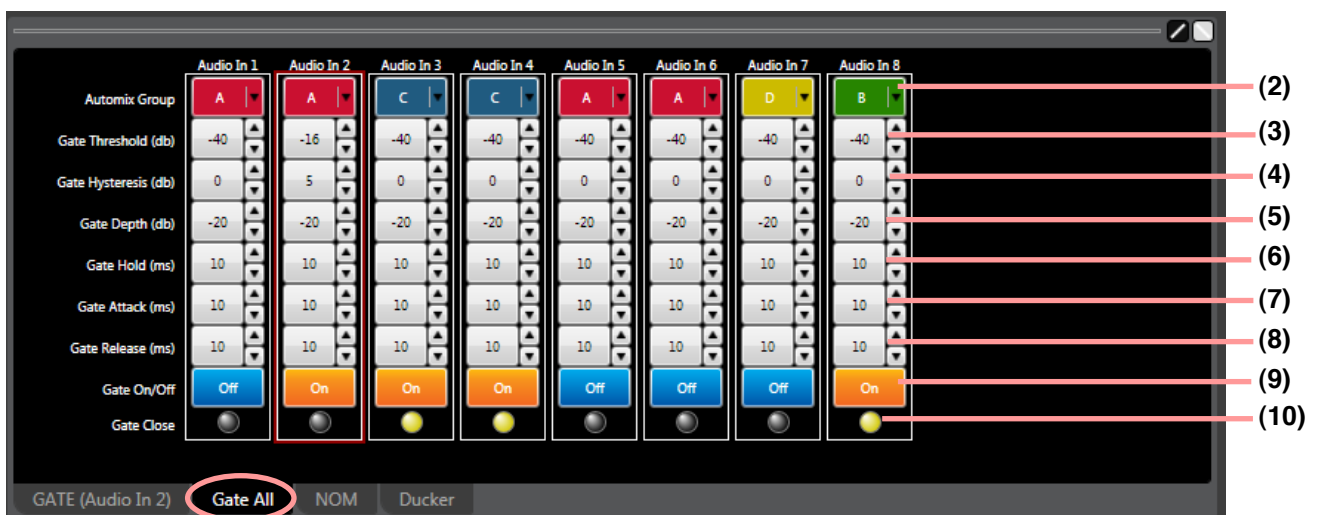 Audio In 1 Audio In 2 Audio In 3 Audio In 4 Audio In 5 Audio In 6 Audio In 7 Audio In 8
Automix Group A A C C A A D B (2)
Gate Threshold (db) -40 -16 -40 -40 -40 -40 -40 -40 (3)
Gate Hysteresis (db) 0 5 0 0 0 0 0 0 (4)
Gate Depth (db) -20 -20 -20 -20 -20 -20 -20 -20 (5)
Gate Hold (ms) 10 10 10 10 10 10 10 10 (6)
Gate Attack (ms) 10 10 10 10 10 10 10 10 (7)
Gate Release (ms) 10 10 10 10 10 10 10 10 (8)
Gate On/Off Off On On On Off Off Off On (9)
Gate Close (10)
GATE (Audio In 2) Gate All NOM Ducker